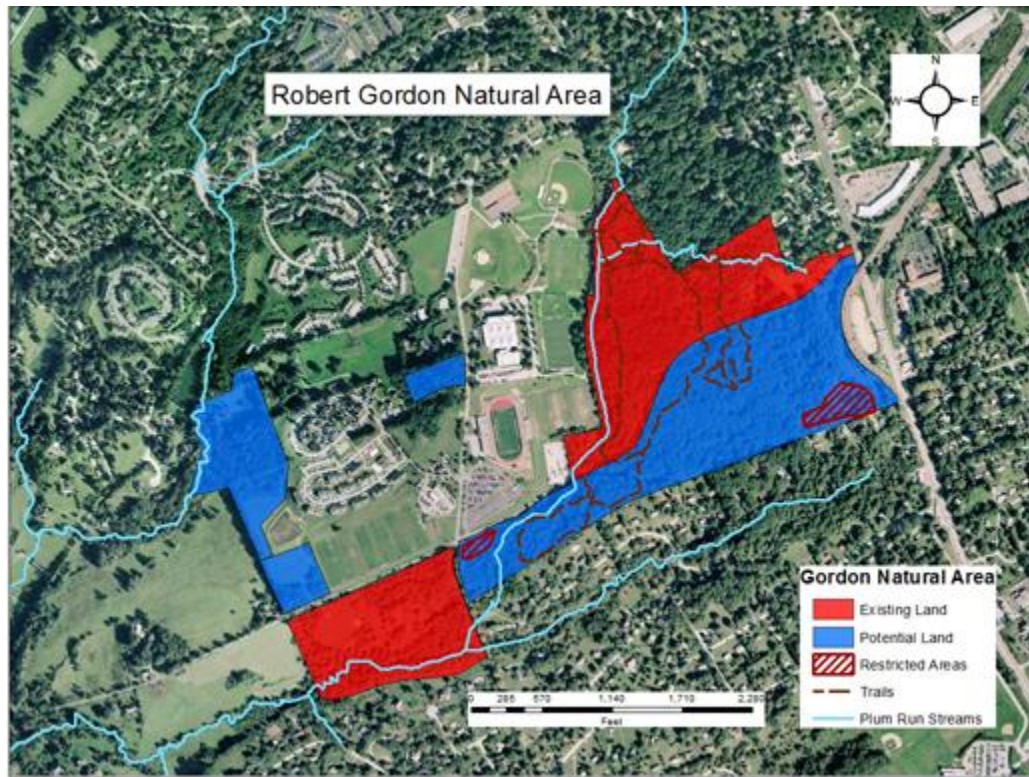 Robert Gordon Natural Area
N
W E
S
Gordon Natural Area
Existing Land
Potential Land
Restricted Areas
Trails
Plum Run Streams
0 285 570 1,140 1,710 2,280
Feet